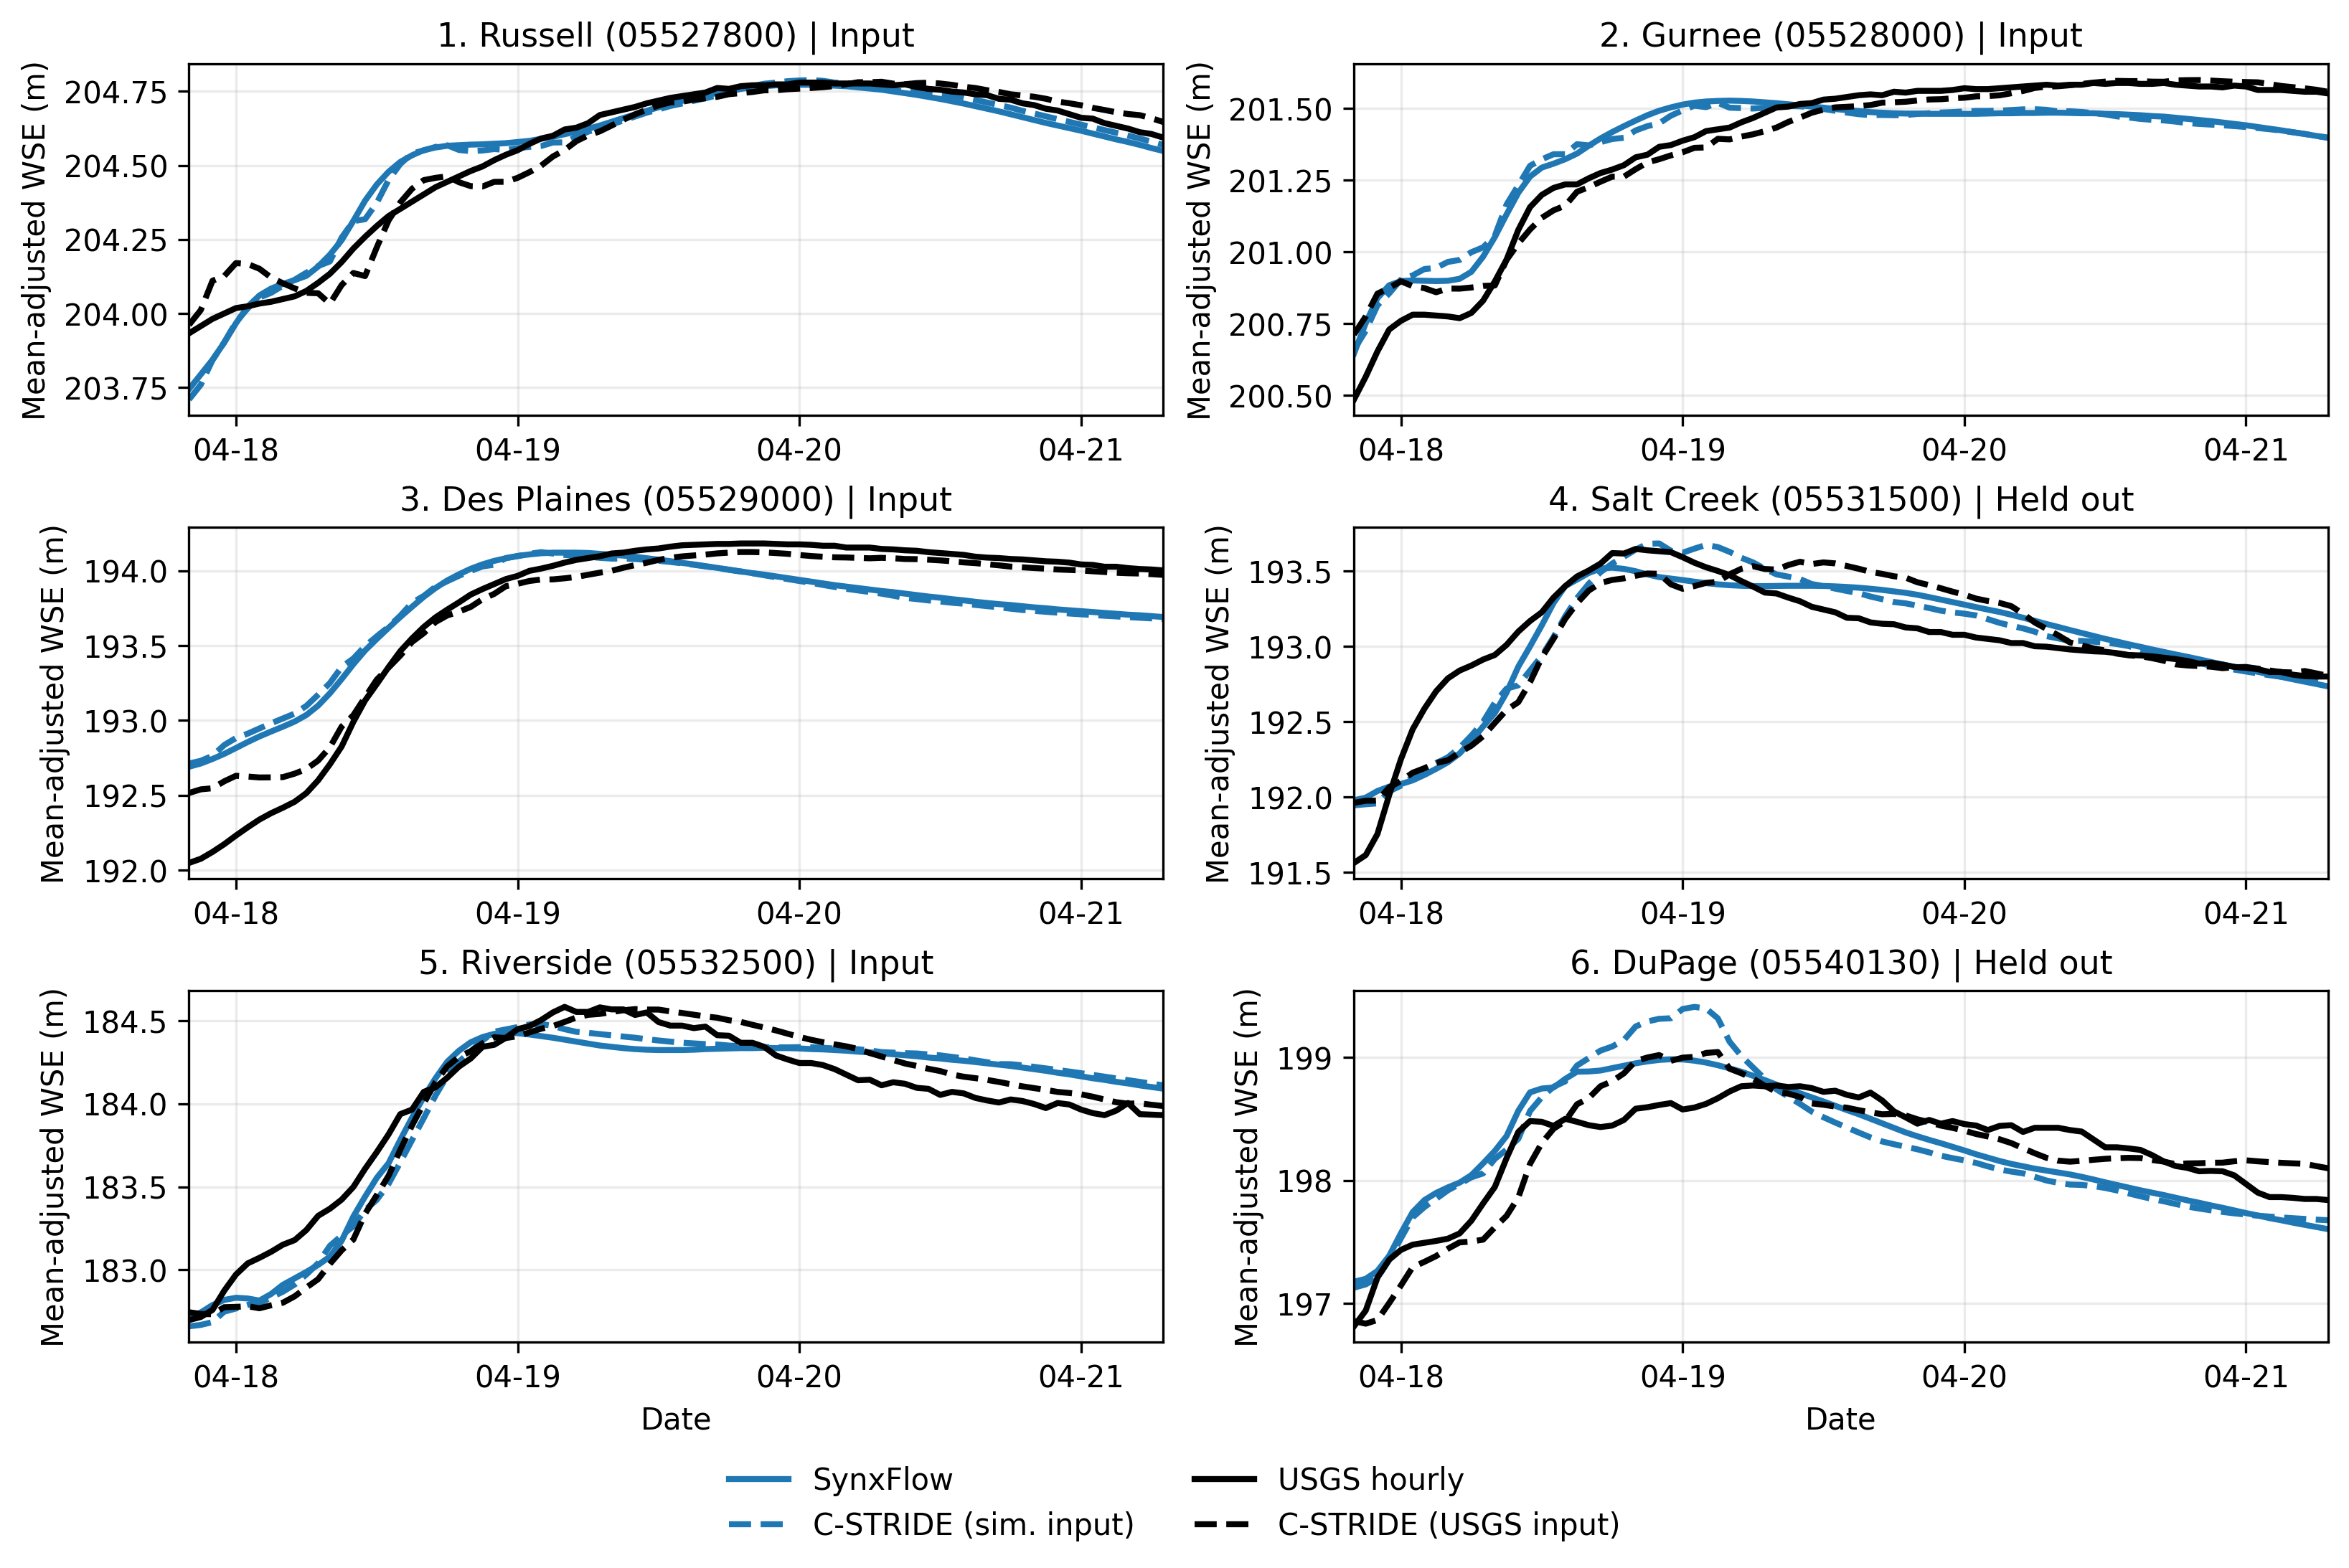 1. Russell (05527800) | Input
Mean-adjusted WSE (m)
204.75
204.50
204.25
204.00
203.75
04-18 04-19 04-20 04-21
2. Gurnee (05528000) | Input
Mean-adjusted WSE (m)
201.50
201.25
201.00
200.75
200.50
04-18 04-19 04-20 04-21
3. Des Plaines (05529000) | Input
Mean-adjusted WSE (m)
194.0
193.5
193.0
192.5
192.0
04-18 04-19 04-20 04-21
4. Salt Creek (05531500) | Held out
Mean-adjusted WSE (m)
193.5
193.0
192.5
192.0
191.5
04-18 04-19 04-20 04-21
5. Riverside (05532500) | Input
Mean-adjusted WSE (m)
184.5
184.0
183.5
183.0
04-18 04-19 04-20 04-21
Date
6. DuPage (05540130) | Held out
Mean-adjusted WSE (m)
199
198
197
04-18 04-19 04-20 04-21
Date
SynxFlow
C-STRIDE (sim. input)
USGS hourly
C-STRIDE (USGS input)